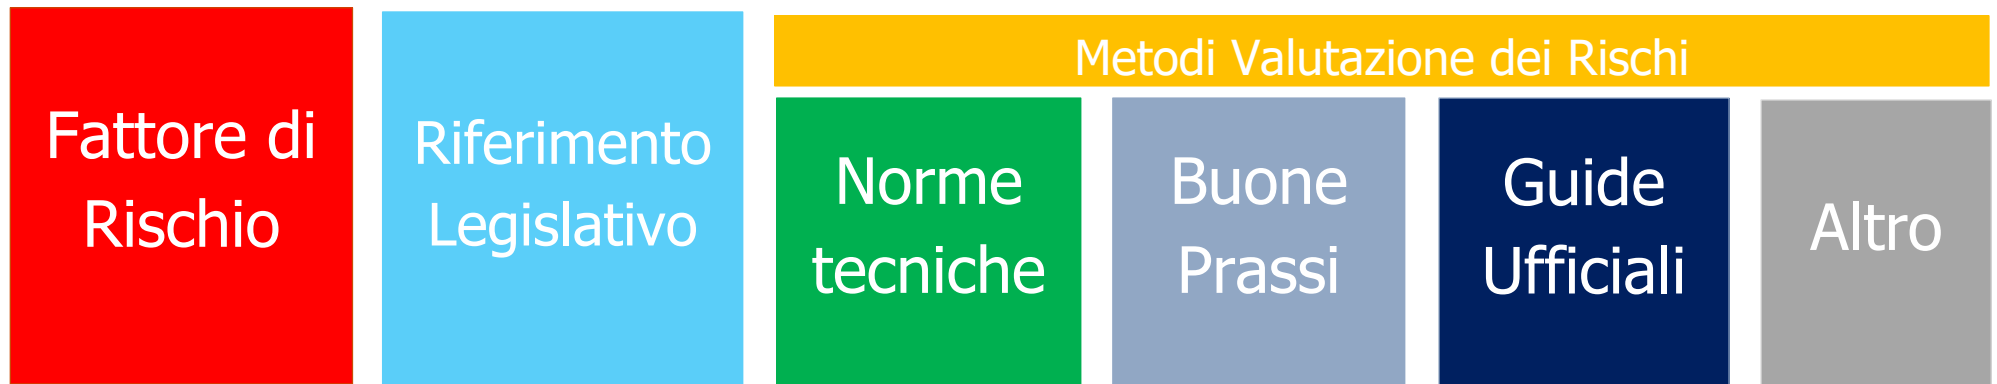 Fattore di
Rischio
Riferimento
Legislativo
Metodi Valutazione dei Rischi
Norme
tecniche
Buone
Prassi
Guide
Ufficiali
Altro